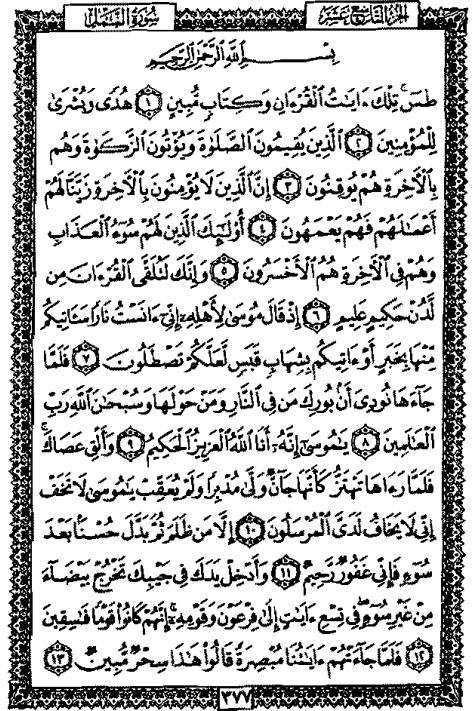 الجزء التاسع عشر
سورة النمل
بِسْمِ اللَّهِ الرَّحْمَٰنِ الرَّحِيمِ
طسٓ ۚ تِلْكَ ءَايَٰتُ ٱلْقُرْءَانِ وَكِتَابٍ مُّبِينٍ ١ هُدًى وَبُشْرَىٰ
لِلْمُؤْمِنِينَ ٢ ٱلَّذِينَ يُقِيمُونَ ٱلصَّلَوٰةَ وَيُؤْتُونَ ٱلزَّكَوٰةَ وَهُم
بِٱلْءَاخِرَةِ هُمْ يُوقِنُونَ ٣ إِنَّ ٱلَّذِينَ لَا يُؤْمِنُونَ بِٱلْءَاخِرَةِ زَيَّنَّا لَهُمْ
أَعْمَٰلَهُمْ فَهُمْ يَعْمَهُونَ ٤ أُو۟لَٰٓئِكَ ٱلَّذِينَ لَهُمْ سُوٓءُ ٱلْعَذَابِ
وَهُمْ فِى ٱلْءَاخِرَةِ هُمُ ٱلْأَخْسَرُونَ ٥ وَإِنَّكَ لَتُلَقَّى ٱلْقُرْءَانَ مِن
لَّدُنْ حَكِيمٍ عَلِيمٍ ٦ إِذْ قَالَ مُوسَىٰ لِأَهْلِهِۦٓ إِنِّىٓ ءَانَسْتُ نَارًا سَـَٔاتِيكُم
مِّنْهَا بِخَبَرٍ أَوْ ءَاتِيكُم بِشِهَابٍ قَبَسٍ لَّعَلَّكُمْ تَصْطَلُونَ ٧ فَلَمَّا
جَآءَهَا نُودِىَ أَنۢ بُورِكَ مَن فِى ٱلنَّارِ وَمَنْ حَوْلَهَا وَسُبْحَٰنَ ٱللَّهِ رَبِّ
ٱلْعَٰلَمِينَ ٨ يَٰمُوسَىٰٓ إِنَّهُۥٓ أَنَا ٱللَّهُ ٱلْعَزِيزُ ٱلْحَكِيمُ ٩ وَأَلْقِ عَصَاكَ ۚ
فَلَمَّا رَءَاهَا تَهْتَزُّ كَأَنَّهَا جَآنٌّ وَلَّىٰ مُدْبِرًا وَلَمْ يُعَقِّبْ ۚ يَٰمُوسَىٰ لَا تَخَفْ
إِنِّى لَا يَخَافُ لَدَىَّ ٱلْمُرْسَلُونَ ١٠ إِلَّا مَن ظَلَمَ ثُمَّ بَدَّلَ حُسْنًۢا بَعْدَ
سُوٓءٍ فَإِنِّى غَفُورٌ رَّحِيمٌ ١١ وَأَدْخِلْ يَدَكَ فِى جَيْبِكَ تَخْرُجْ بَيْضَآءَ
مِنْ غَيْرِ سُوٓءٍ ۖ فِى تِسْعِ ءَايَٰتٍ إِلَىٰ فِرْعَوْنَ وَقَوْمِهِۦٓ ۚ إِنَّهُمْ كَانُوا۟ قَوْمًا فَٰسِقِينَ
١٢ فَلَمَّا جَآءَتْهُمْ ءَايَٰتُنَا مُبْصِرَةً قَالُوا۟ هَٰذَا سِحْرٌ مُّبِينٌ ١٣
٣٧٧